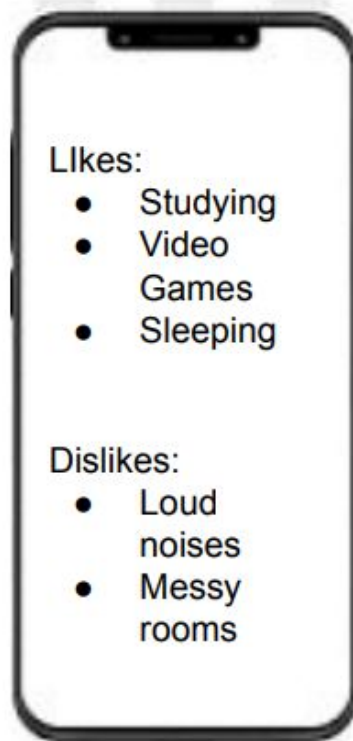 LIkes:
● Studying
● Video
Games
● Sleeping
Dislikes:
● Loud
noises
● Messy
rooms